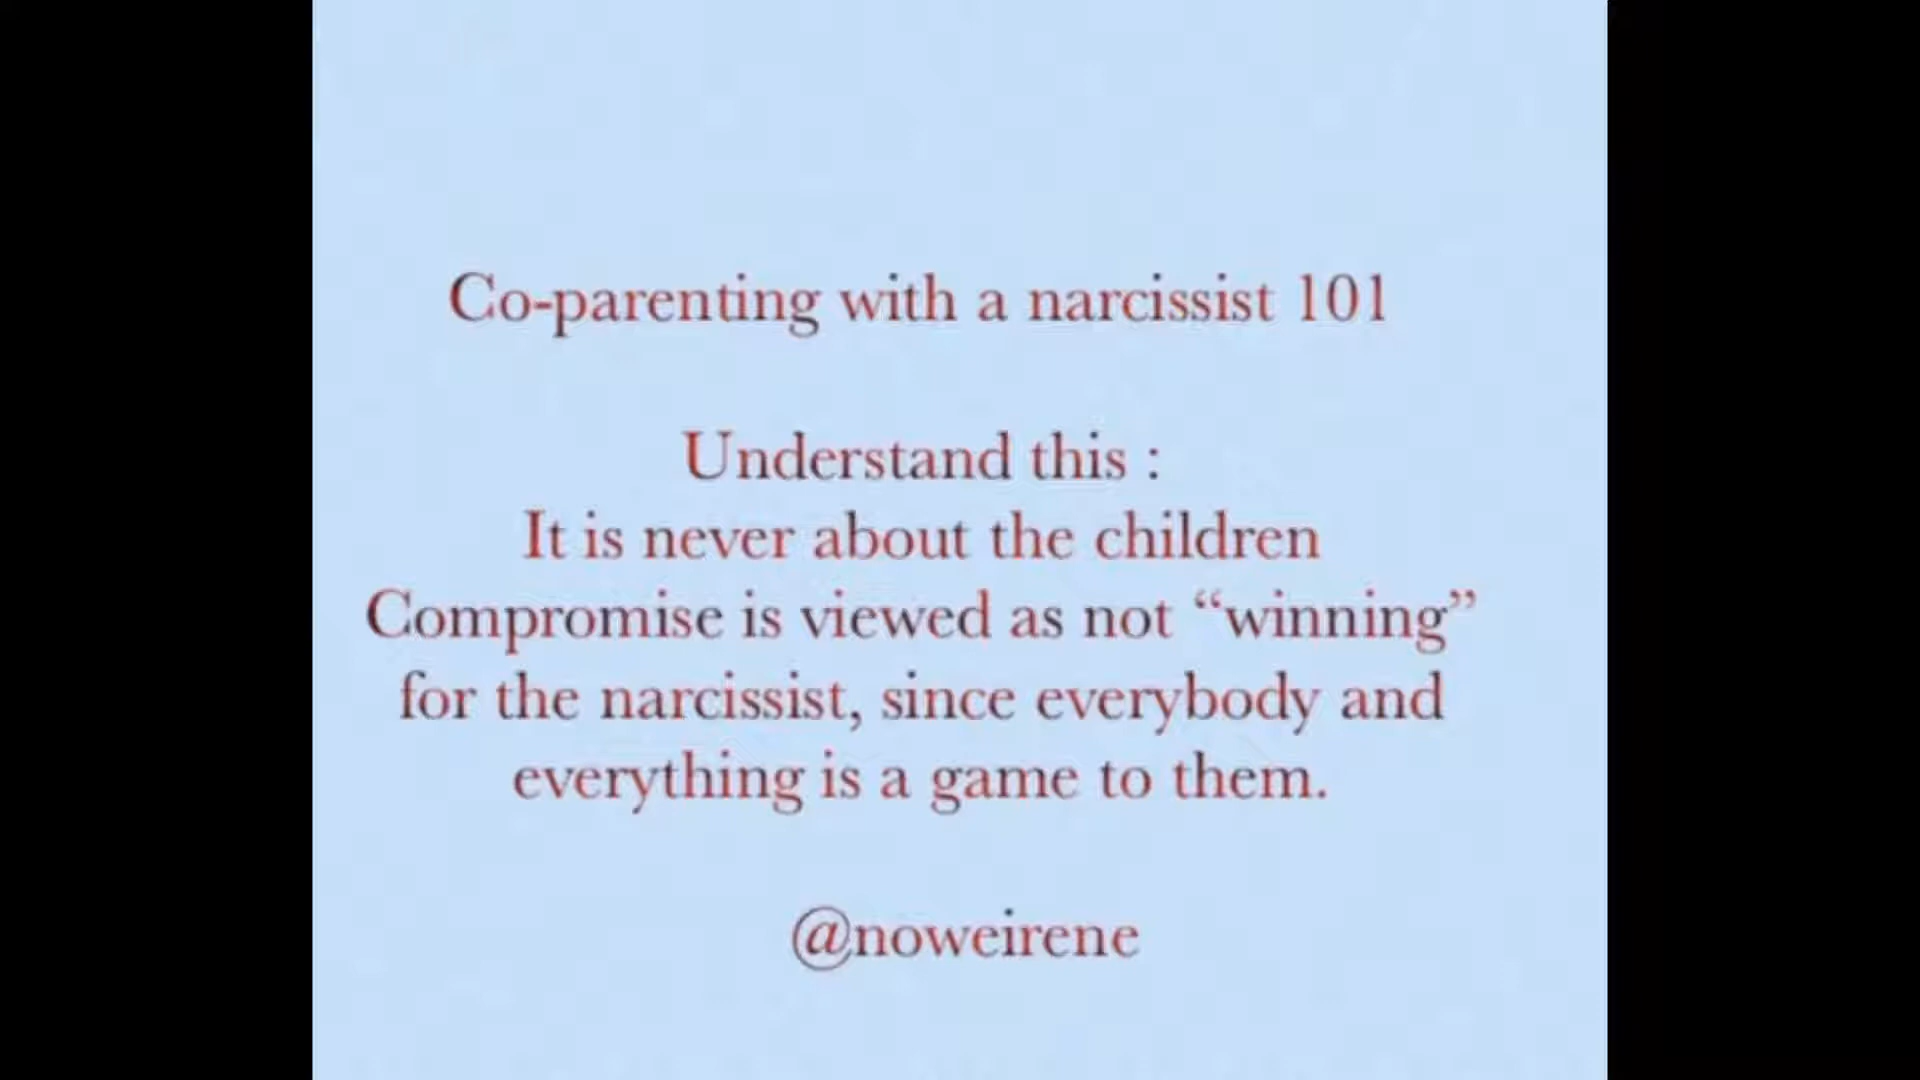 Co-parenting with a narcissist 101
Understand this :
It is never about the children
Compromise is viewed as not “winning”
for the narcissist, since everybody and
everything is a game to them.
@noweirene